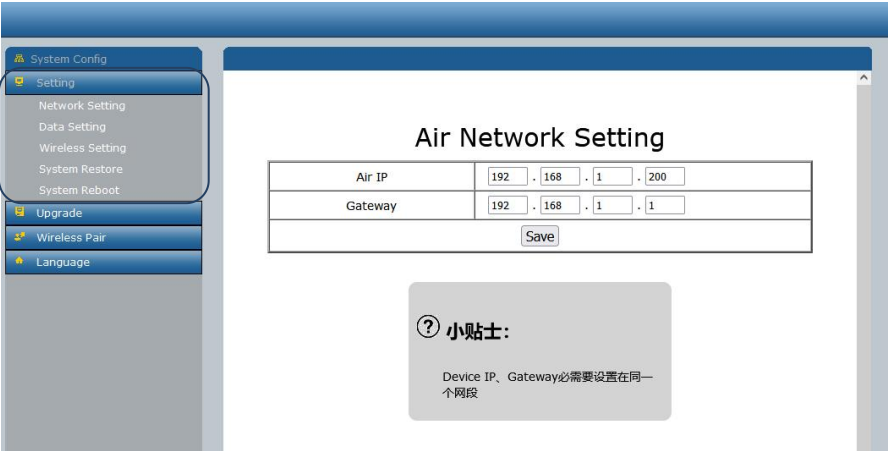 System Config
Setting
Network Setting
Data Setting
Wireless Setting
System Restore
System Reboot
Upgrade
Wireless Pair
Language
Air Network Setting
Air IP 192 . 168 . 1 . 200
Gateway 192 . 168 . 1 . 1
Save
? 小贴士：
Device IP、Gateway必需要设置在同一
个网段